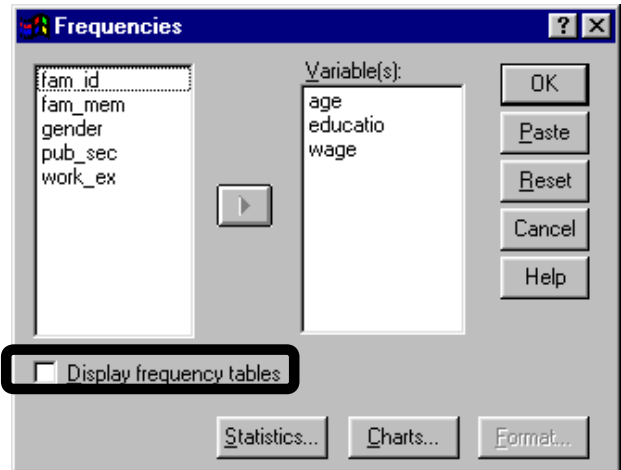 Frequencies
fam_id
fam_mem
gender
pub_sec
work_ex
Variable(s):
age
educatio
wage
OK
Paste
Reset
Cancel
Help
Display frequency tables
Statistics...
Charts...
Format...